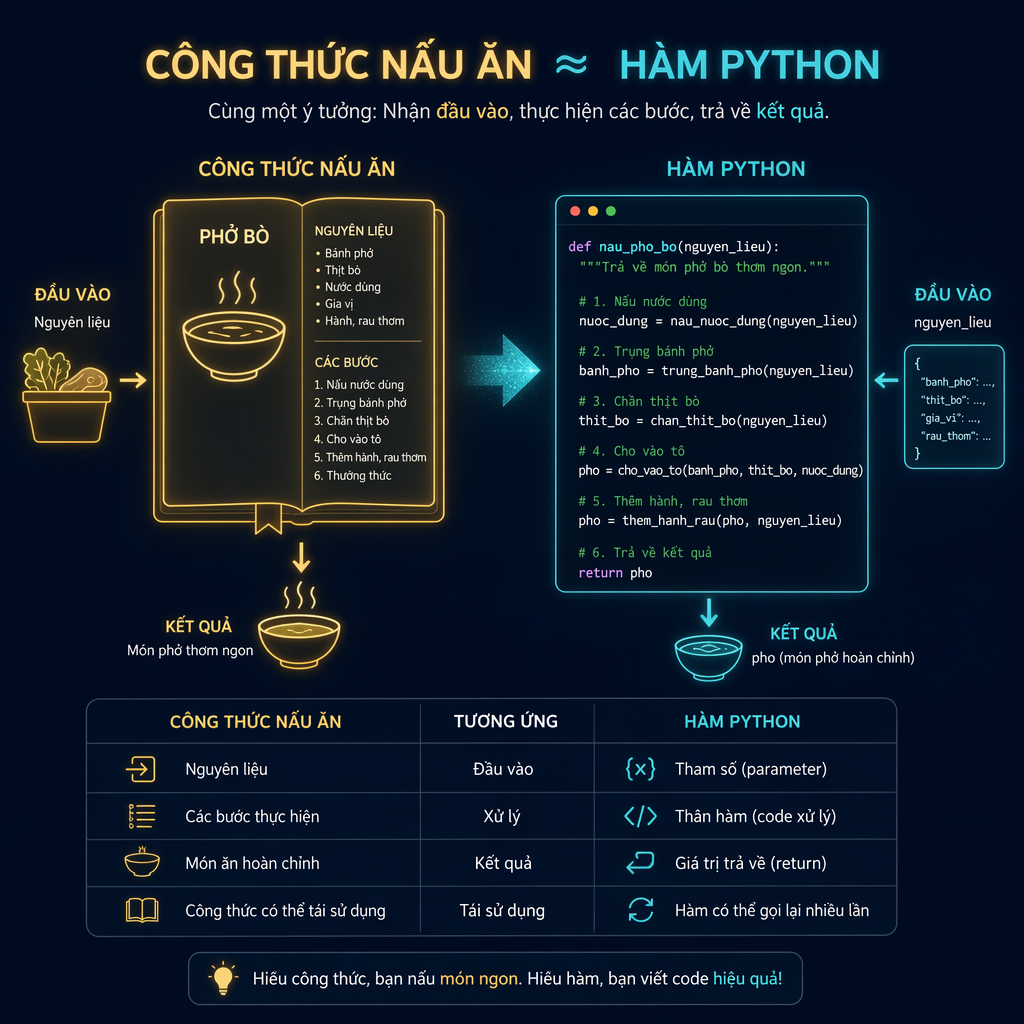 CÔNG THỨC NẤU ĂN ≈ HÀM PYTHON
Cùng một ý tưởng: Nhận đầu vào, thực hiện các bước, trả về kết quả.
CÔNG THỨC NẤU ĂN
PHỞ BÒ
NGUYÊN LIỆU
• Bánh phở
• Thịt bò
• Nước dùng
• Gia vị
• Hành, rau thơm
CÁC BƯỚC
1. Nấu nước dùng
2. Trụng bánh phở
3. Chần thịt bò
4. Cho vào tô
5. Thêm hành, rau thơm
6. Thưởng thức
ĐẦU VÀO
Nguyên liệu
KẾT QUẢ
Món phở thơm ngon
HÀM PYTHON
def nau_pho_bo(nguyen_lieu):
"""Trả về món phở bò thơm ngon."""
# 1. Nấu nước dùng
nuoc_dung = nau_nuoc_dung(nguyen_lieu)
# 2. Trụng bánh phở
banh_pho = trung_banh_pho(nguyen_lieu)
# 3. Chần thịt bò
thit_bo = chan_thit_bo(nguyen_lieu)
# 4. Cho vào tô
pho = cho_vao_to(banh_pho, thit_bo, nuoc_dung)
# 5. Thêm hành, rau thơm
pho = them_hanh_rau(pho, nguyen_lieu)
# 6. Trả về kết quả
return pho
ĐẦU VÀO
nguyen_lieu
{
"banh_pho": ...,
"thit_bo": ...,
"gia_vi": ...,
"rau_thom": ...
}
KẾT QUẢ
pho (món phở hoàn chỉnh)
CÔNG THỨC NẤU ĂN TƯƠNG ỨNG HÀM PYTHON
Nguyên liệu Đầu vào {x} Tham số (parameter)
Các bước thực hiện Xử lý </> Thân hàm (code xử lý)
Món ăn hoàn chỉnh Kết quả Giá trị trả về (return)
Công thức có thể tái sử dụng Tái sử dụng Hàm có thể gọi lại nhiều lần
Hiểu công thức, bạn nấu món ngon. Hiểu hàm, bạn viết code hiệu quả!